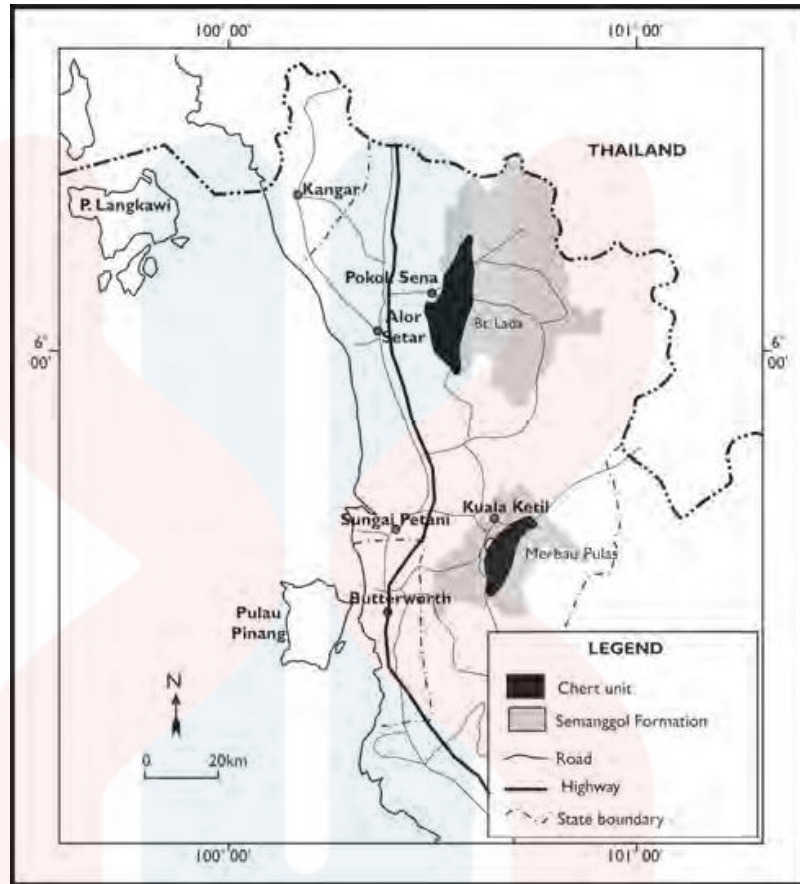 100° 00'
101° 00'
THAILAND
Kangar
P. Langkawi
Pokok Sena
Alor
Setar
Bt. Lada
6°
00'
6°
00'
Kuala Ketil
Sungai Petani
Merbau Pulas
Butterworth
Pulau
Pinang
LEGEND
N
Chert unit
Semanggol Formation
0 20km
Road
Highway
State boundary
100° 00'
101° 00'